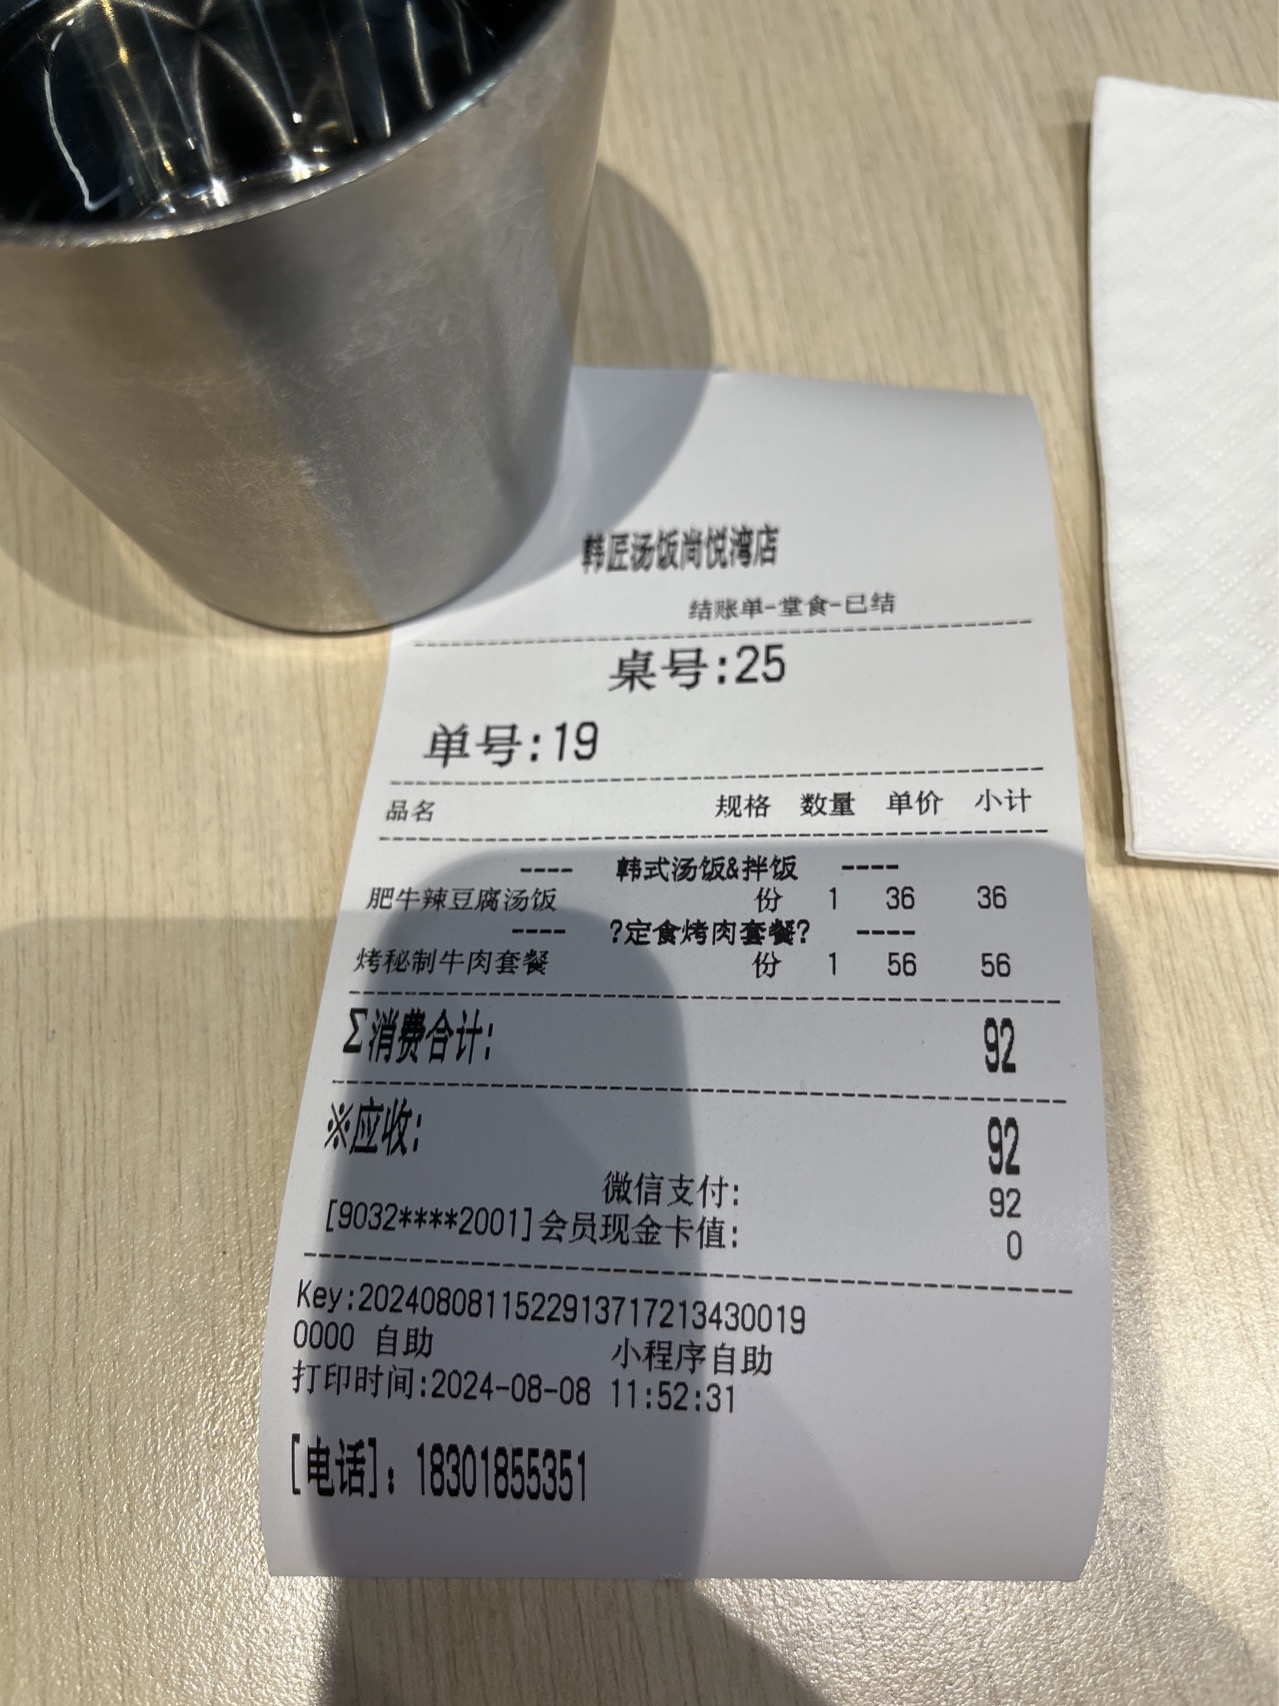 韩匠汤饭尚悦湾店
结账单-堂食-已结
桌号:25
单号:19
品名 规格 数量 单价 小计
---- 韩式汤饭&拌饭 ----
肥牛辣豆腐汤饭 份 1 36 36
---- ?定食烤肉套餐? ----
烤秘制牛肉套餐 份 1 56 56
Σ消费合计: 92
※应收: 92
微信支付: 92
[9032****2001]会员现金卡值: 0
Key:20240808115229137172134300​19
0000 自助 小程序自助
打印时间:2024-08-08 11:52:31
[电话]: 18301855351